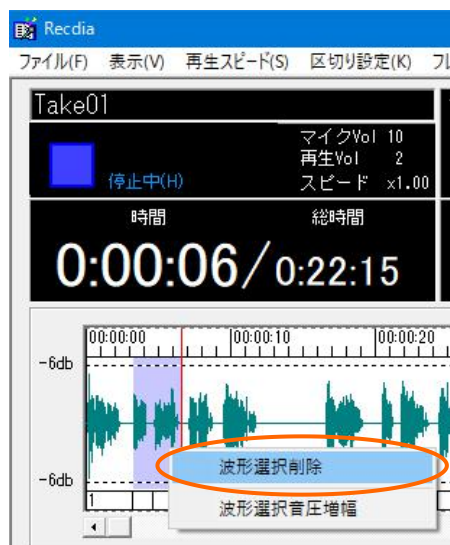 Recdia
ファイル(F) 表示(V) 再生スピード(S) 区切り設定(K)
Take01
マイクVol 10
再生Vol 2
停止中(H) スピード x1.00
時間 総時間
0:00:06/0:22:15
00:00:00 00:00:10 00:00:20
-6db
波形選択削除
-6db
1
波形選択音圧増幅